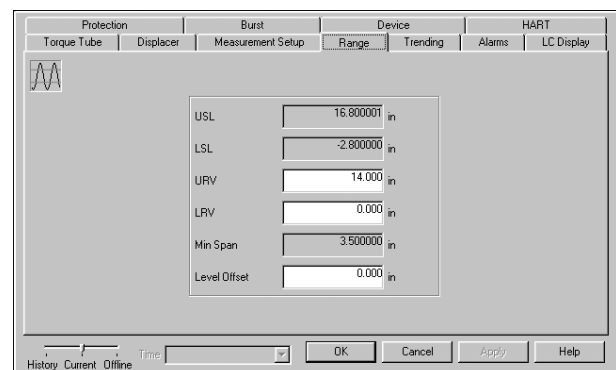 Protection Burst Device HART
Torque Tube Displacer Measurement Setup Range Trending Alarms LC Display
USL 16.800001 in
LSL -2.800000 in
URV 14.000 in
LRV 0.000 in
Min Span 3.500000 in
Level Offset 0.000 in
Time OK Cancel Apply Help
History Current Offline